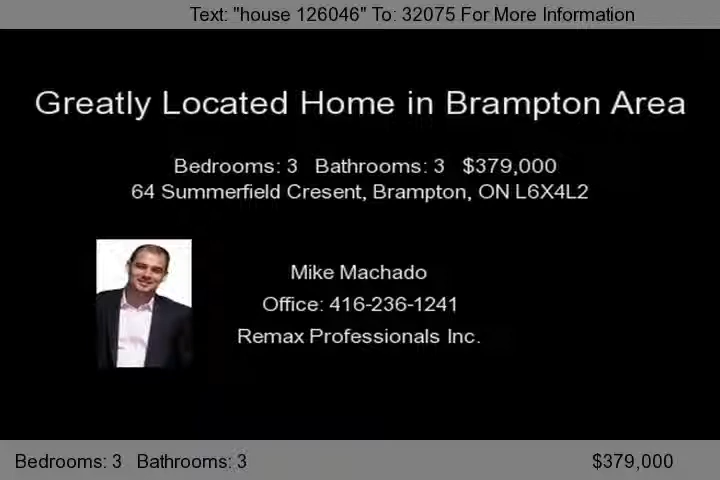 Text: "house 126046" To: 32075 For More Information
Greatly Located Home in Brampton Area
Bedrooms: 3 Bathrooms: 3 $379,000
64 Summerfield Cresent, Brampton, ON L6X4L2
Mike Machado
Office: 416-236-1241
Remax Professionals Inc.
Bedrooms: 3 Bathrooms: 3 $379,000